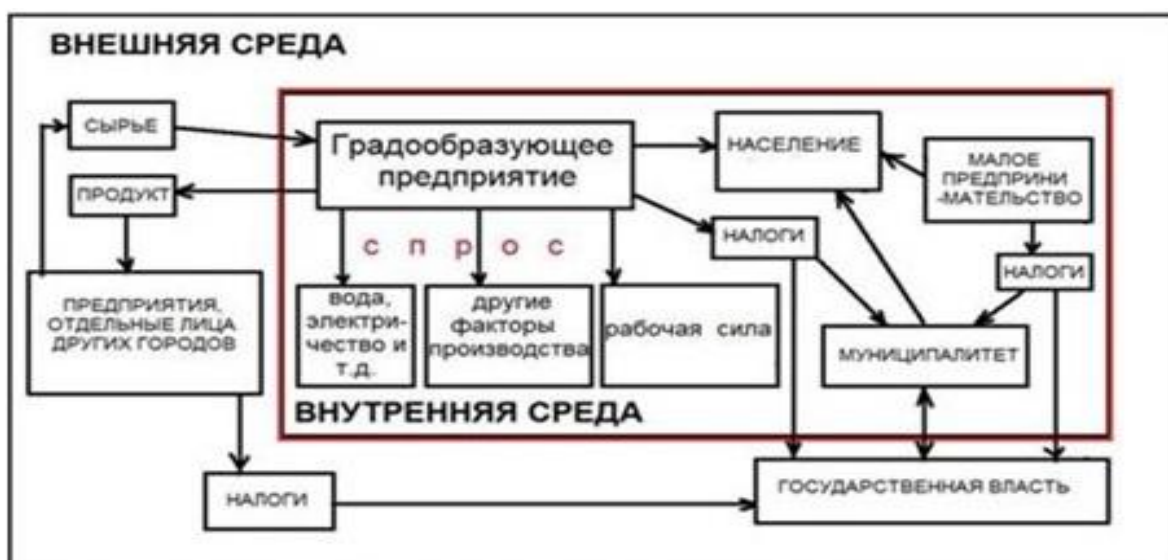 ВНЕШНЯЯ СРЕДА
СЫРЬЕ
ПРОДУКТ
ПРЕДПРИЯТИЯ,
ОТДЕЛЬНЫЕ ЛИЦА
ДРУГИХ ГОРОДОВ
НАЛОГИ
Градообразующее
предприятие
спрос
вода,
электри-
чество и
т.д.
другие
факторы
производства
рабочая сила
НАСЕЛЕНИЕ
МАЛОЕ
ПРЕДПРИНИ
-МАТЕЛЬСТВО
НАЛОГИ
НАЛОГИ
МУНИЦИПАЛИТЕТ
ВНУТРЕННЯЯ СРЕДА
ГОСУДАРСТВЕННАЯ ВЛАСТЬ